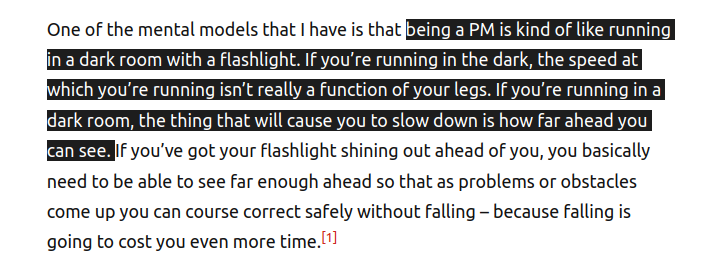 One of the mental models that I have is that being a PM is kind of like running
in a dark room with a flashlight. If you’re running in the dark, the speed at
which you’re running isn’t really a function of your legs. If you’re running in a
dark room, the thing that will cause you to slow down is how far ahead you
can see. If you’ve got your flashlight shining out ahead of you, you basically
need to be able to see far enough ahead so that as problems or obstacles
come up you can course correct safely without falling – because falling is
going to cost you even more time.[1]